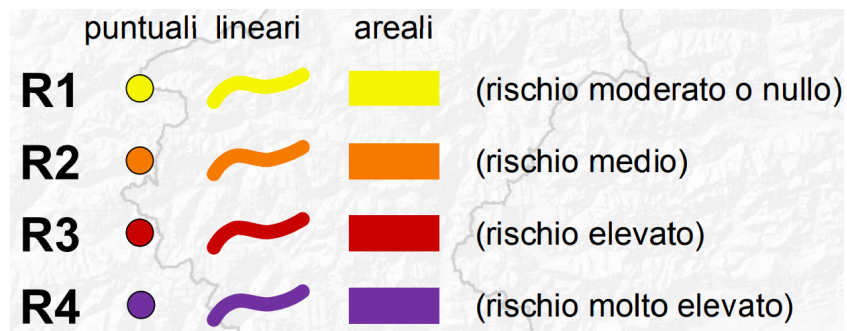 puntuali lineari areali
R1 (rischio moderato o nullo)
R2 (rischio medio)
R3 (rischio elevato)
R4 (rischio molto elevato)